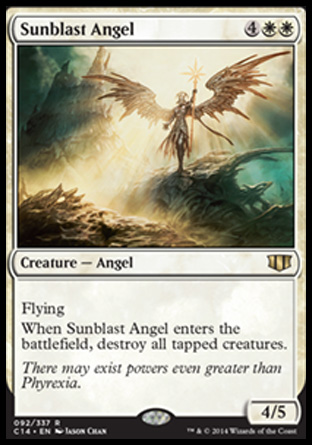 Sunblast Angel 4
Creature — Angel
Flying
When Sunblast Angel enters the
battlefield, destroy all tapped creatures.
There may exist powers even greater than
Phyrexia.
4/5
092/337 R
C14 • EN JASON CHAN
™ & © 2014 Wizards of the Coast